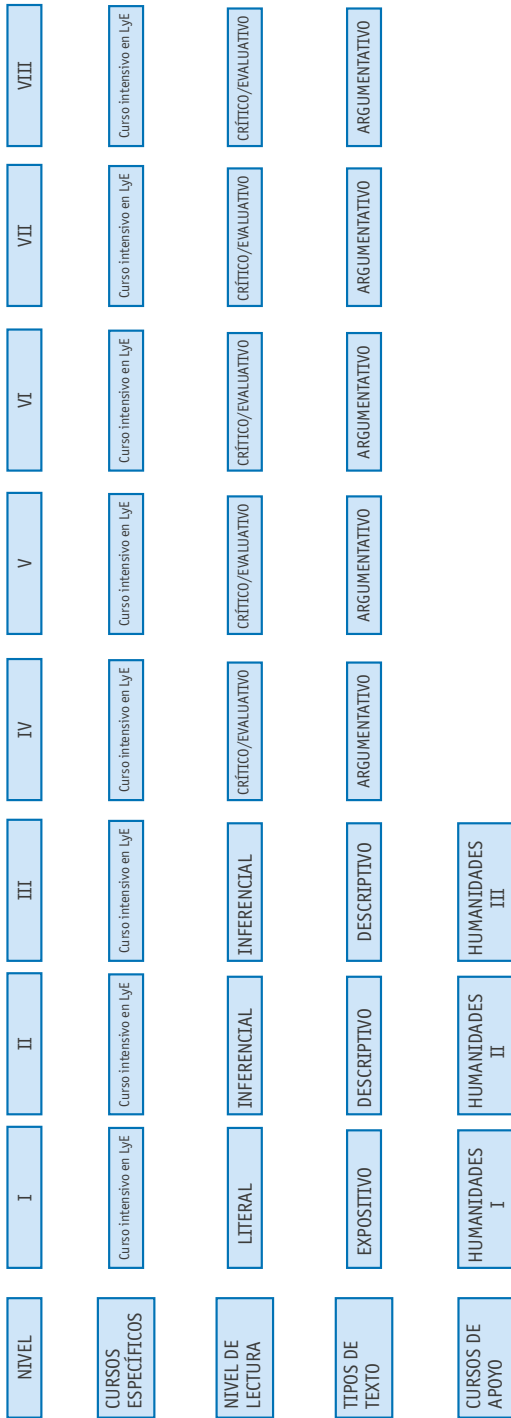 NIVEL
I
II
III
IV
V
VI
VII
VIII
CURSOS
ESPECÍFICOS
Curso intensivo en LyE
Curso intensivo en LyE
Curso intensivo en LyE
Curso intensivo en LyE
Curso intensivo en LyE
Curso intensivo en LyE
Curso intensivo en LyE
Curso intensivo en LyE
NIVEL DE
LECTURA
LITERAL
INFERENCIAL
INFERENCIAL
CRÍTICO/EVALUATIVO
CRÍTICO/EVALUATIVO
CRÍTICO/EVALUATIVO
CRÍTICO/EVALUATIVO
CRÍTICO/EVALUATIVO
TIPOS DE
TEXTO
EXPOSITIVO
DESCRIPTIVO
DESCRIPTIVO
ARGUMENTATIVO
ARGUMENTATIVO
ARGUMENTATIVO
ARGUMENTATIVO
ARGUMENTATIVO
CURSOS DE
APOYO
HUMANIDADES
I
HUMANIDADES
II
HUMANIDADES
III